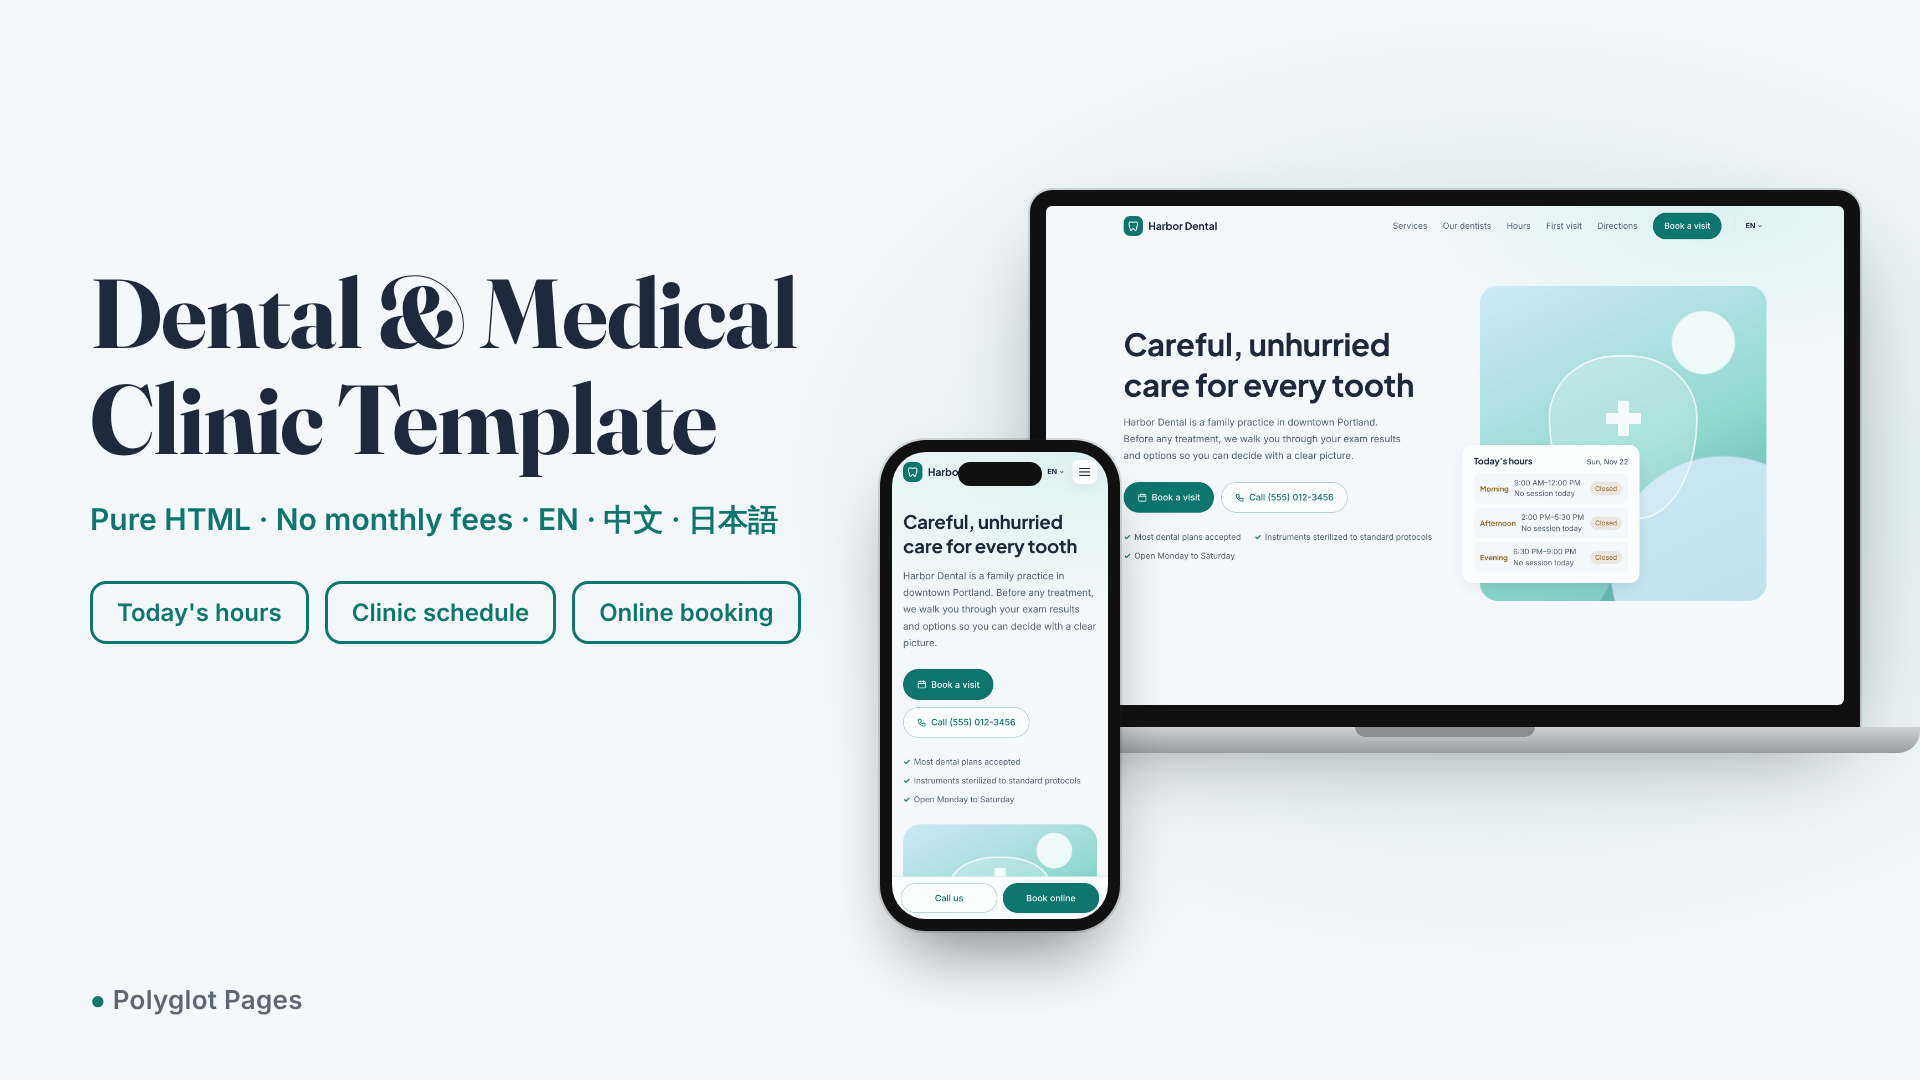 Dental & Medical
Clinic Template
Pure HTML · No monthly fees · EN · 中文 · 日本語
Today's hours
Clinic schedule
Online booking
Polyglot Pages
Harbor Dental
Services
Our dentists
Hours
First visit
Directions
Book a visit
EN
Careful, unhurried
care for every tooth
Harbor Dental is a family practice in downtown Portland.
Before any treatment, we walk you through your exam results
and options so you can decide with a clear picture.
Book a visit
Call (555) 012-3456
Most dental plans accepted
Instruments sterilized to standard protocols
Open Monday to Saturday
Today's hours
Sun, Nov 22
Morning
9:00 AM–12:00 PM
No session today
Closed
Afternoon
2:00 PM–5:30 PM
No session today
Closed
Evening
6:30 PM–9:00 PM
No session today
Closed
Harbo
EN
Careful, unhurried
care for every tooth
Harbor Dental is a family practice in
downtown Portland. Before any treatment,
we walk you through your exam results
and options so you can decide with a clear
picture.
Book a visit
Call (555) 012-3456
Most dental plans accepted
Instruments sterilized to standard protocols
Open Monday to Saturday
Call us
Book online